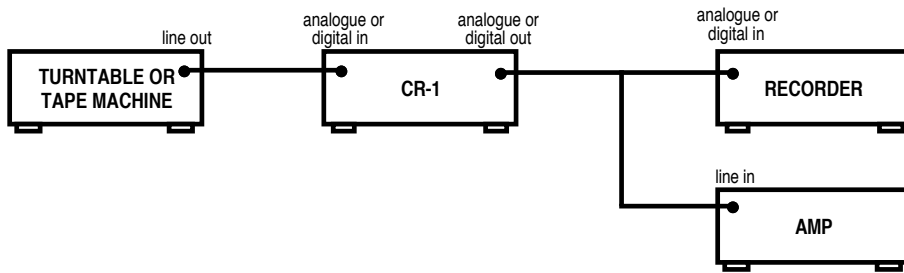 line out
analogue or
digital in
analogue or
digital out
analogue or
digital in
TURNTABLE OR
TAPE MACHINE
CR-1
RECORDER
line in
AMP